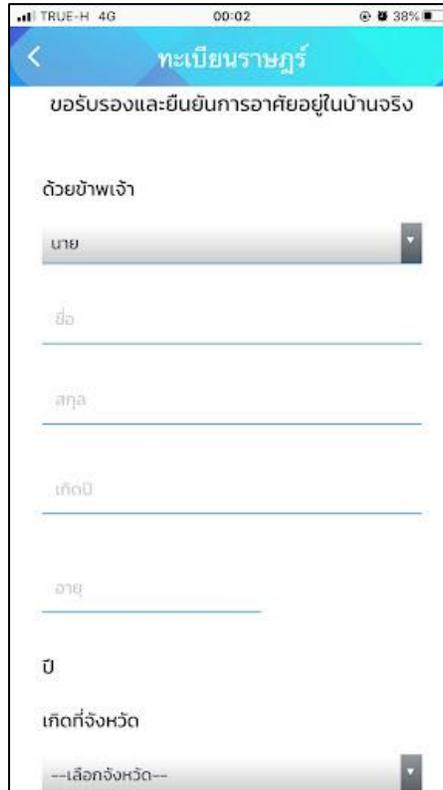 TRUE-H 4G 00:02 38%
ทะเบียนราษฎร์
ขอรับรองและยืนยันการอาศัยอยู่ในบ้านจริง
ด้วยข้าพเจ้า
นาย
ชื่อ
สกุล
เกิดปี
อายุ
ปี
เกิดที่จังหวัด
--เลือกจังหวัด--